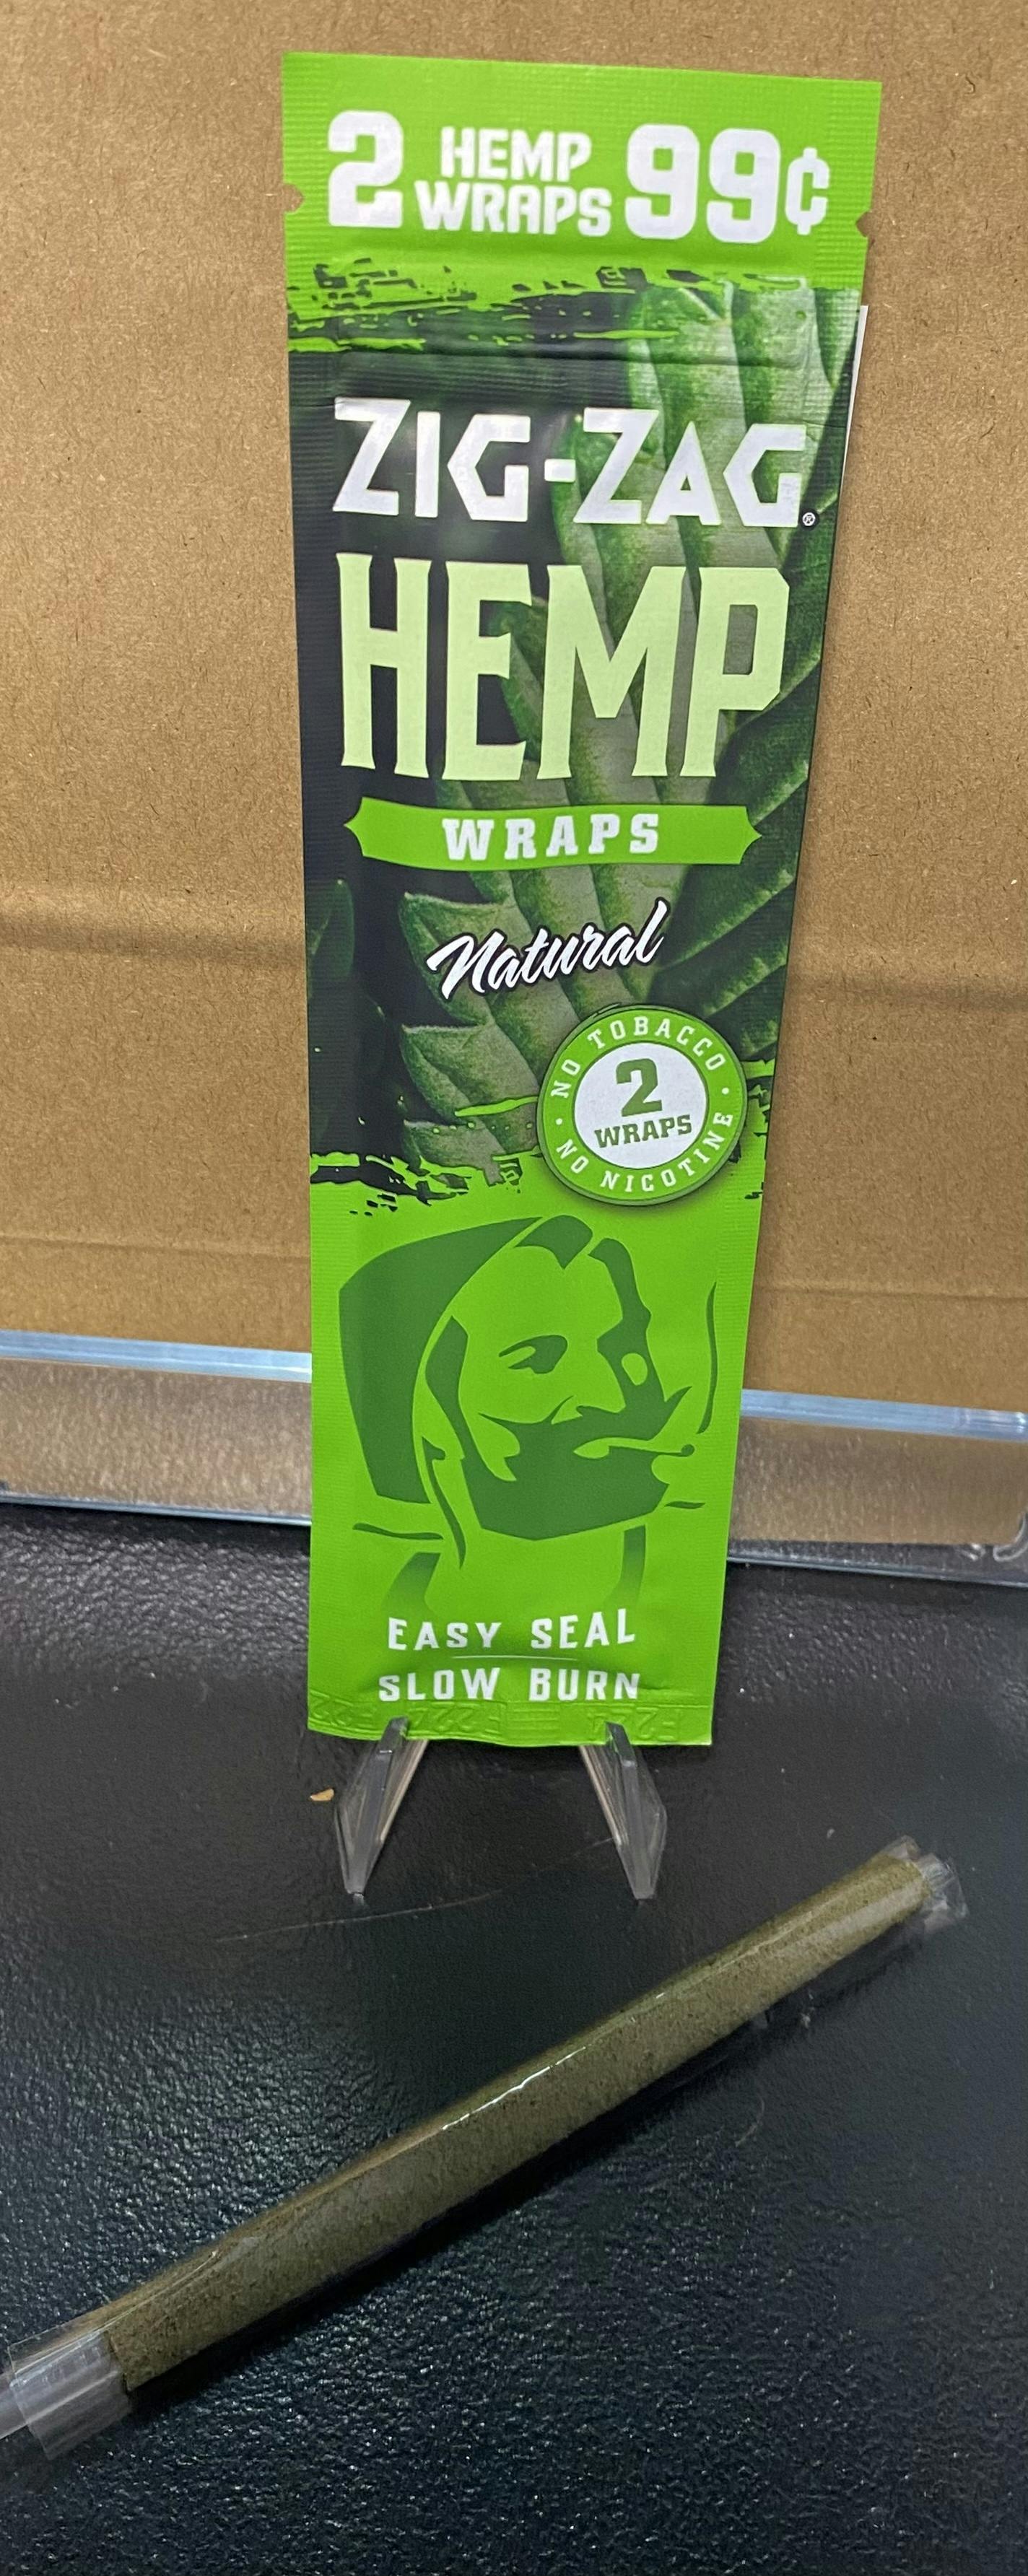 2 HEMP WRAPS 99¢
ZIG-ZAG®
HEMP
WRAPS
Natural
NO TOBACCO
2
WRAPS
NO NICOTINE
EASY SEAL
SLOW BURN